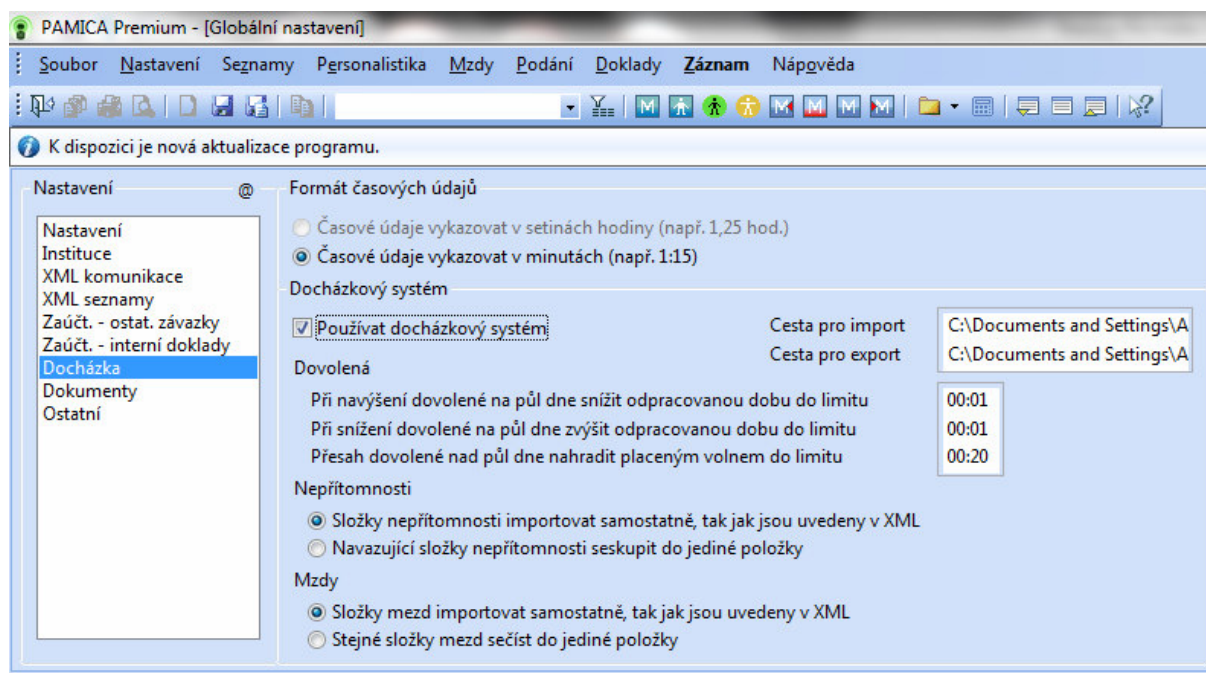 PAMICA Premium - [Globální nastavení]
Soubor Nastavení Seznamy Personalistika Mzdy Podání Doklady Záznam Nápověda
K dispozici je nová aktualizace programu.
Nastavení @
Nastavení
Instituce
XML komunikace
XML seznamy
Zaúčt. - ostat. závazky
Zaúčt. - interní doklady
Docházka
Dokumenty
Ostatní
Formát časových údajů
Časové údaje vykazovat v setinách hodiny (např. 1,25 hod.)
Časové údaje vykazovat v minutách (např. 1:15)
Docházkový systém
Používat docházkový systém
Cesta pro import C:\Documents and Settings\A
Cesta pro export C:\Documents and Settings\A
Dovolená
Při navýšení dovolené na půl dne snížit odpracovanou dobu do limitu 00:01
Při snížení dovolené na půl dne zvýšit odpracovanou dobu do limitu 00:01
Přesah dovolené nad půl dne nahradit placeným volnem do limitu 00:20
Nepřítomnosti
Složky nepřítomnosti importovat samostatně, tak jak jsou uvedeny v XML
Navazující složky nepřítomnosti seskupit do jediné položky
Mzdy
Složky mezd importovat samostatně, tak jak jsou uvedeny v XML
Stejné složky mezd sečíst do jediné položky